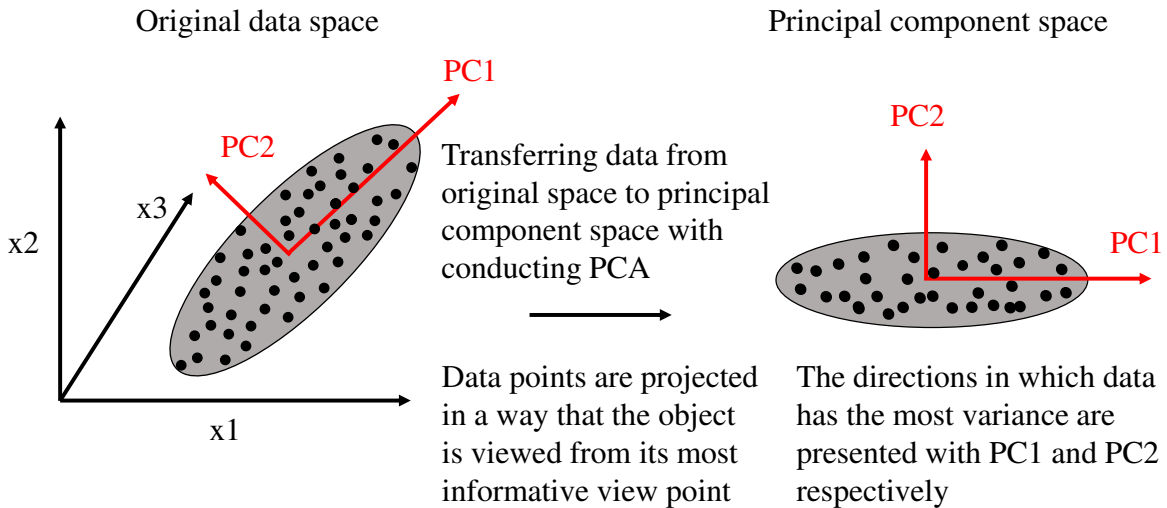 Original data space
Principal component space
PC1
PC2
x3
x2
x1
Transferring data from
original space to principal
component space with
conducting PCA
PC2
PC1
Data points are projected
in a way that the object
is viewed from its most
informative view point
The directions in which data
has the most variance are
presented with PC1 and PC2
respectively